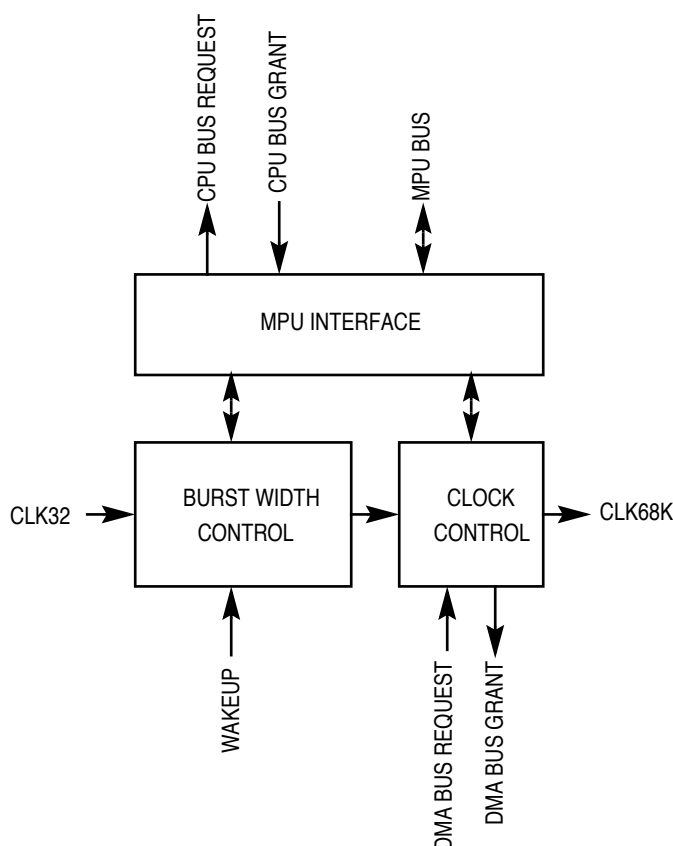 CPU BUS REQUEST
CPU BUS GRANT
MPU BUS
MPU INTERFACE
CLK32
BURST WIDTH
CONTROL
CLOCK
CONTROL
CLK68K
WAKEUP
DMA BUS REQUEST
DMA BUS GRANT